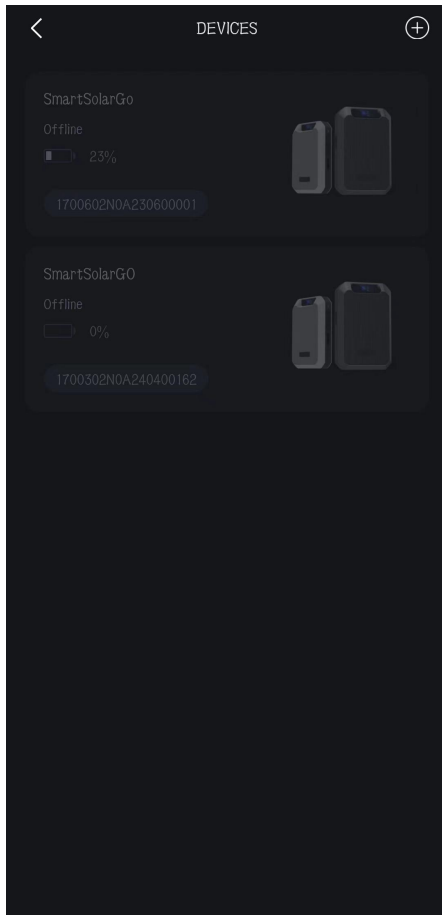 DEVICES
SmartSolarGo
Offline
23%
1700602N0A230600001
SmartSolarGO
Offline
0%
1700302N0A240400162